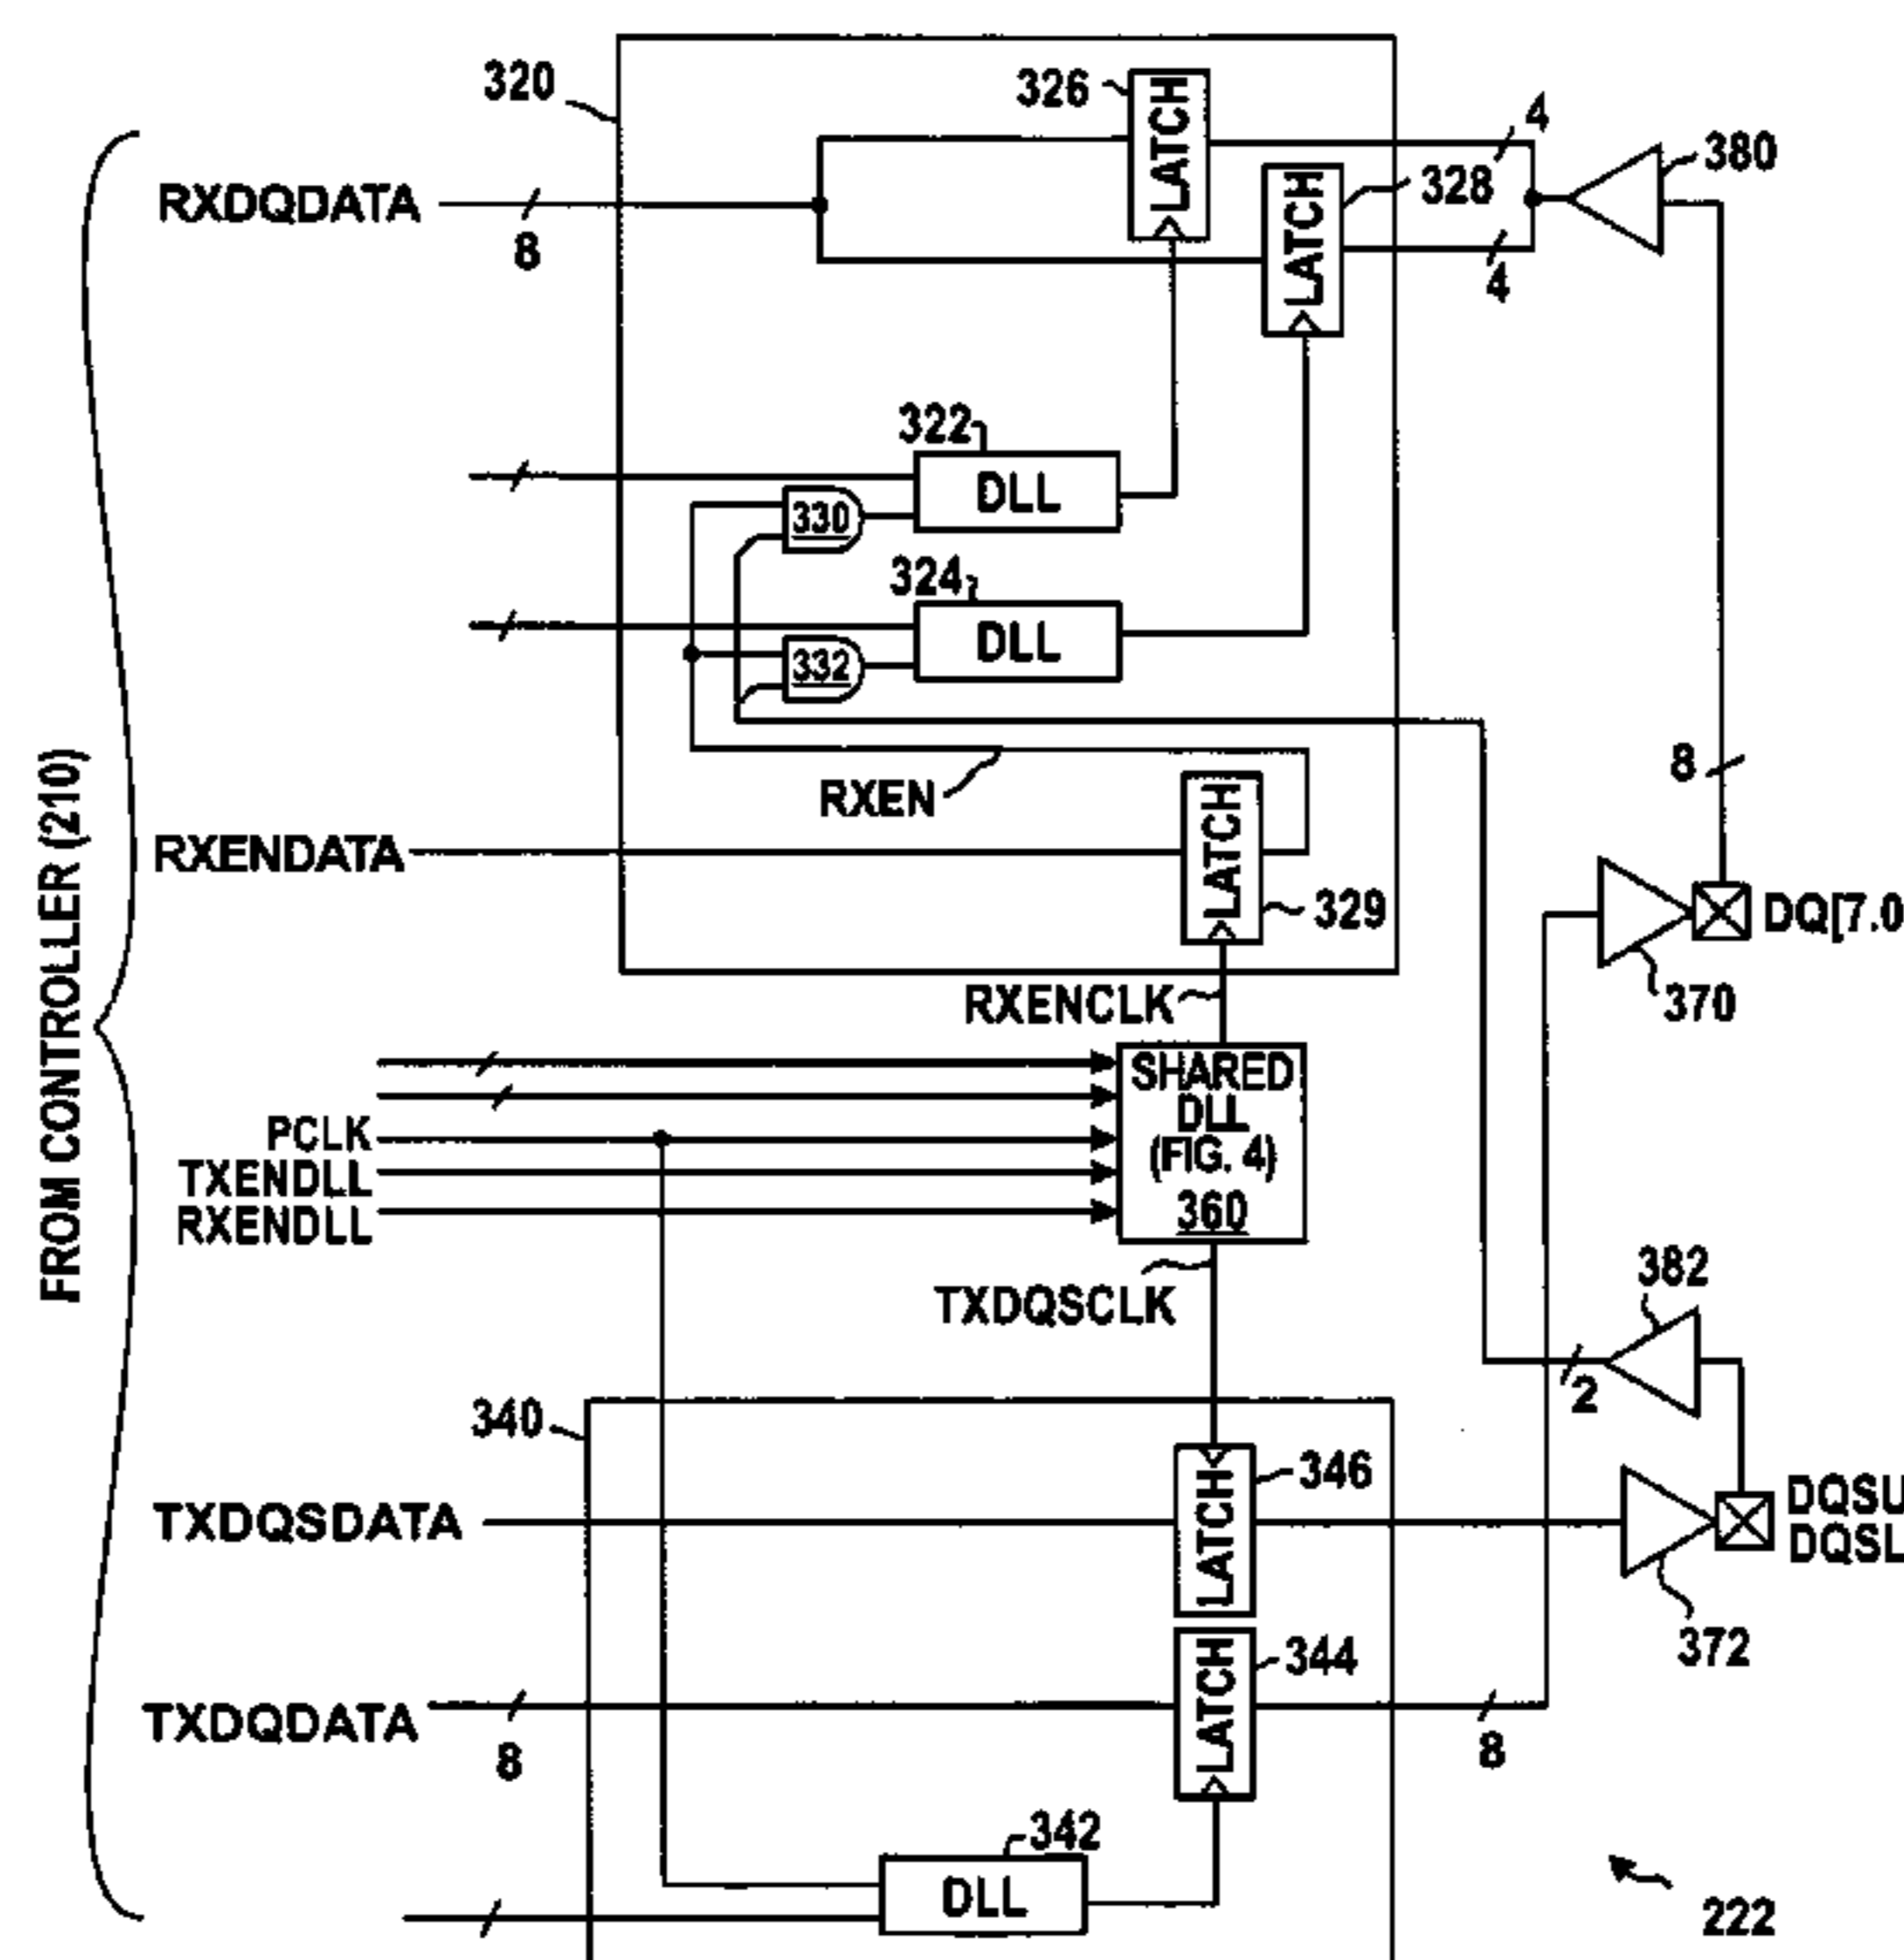 320
326
LATCH
4
380
RXDQDATA
8
328
LATCH
4
322
DLL
330
324
DLL
332
8
RXEN
RXENDATA
LATCH
329
DQ[7.0
370
RXENCLK
FROM CONTROLLER (210)
SHARED
DLL
(FIG. 4)
360
PCLK
TXENDLL
RXENDLL
382
TXDQSCLK
2
340
346
LATCH
TXDQSDATA
DQSU
DQSL
372
344
LATCH
TXDQDATA
8
8
342
DLL
222